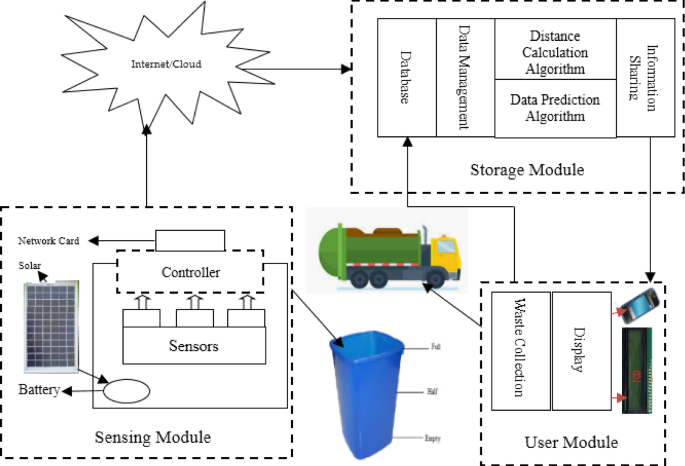 Internet/Cloud
Database
Data Management
Distance
Calculation
Algorithm
Data Prediction
Algorithm
Information
Sharing
Storage Module
Network Card
Solar
Controller
Sensors
Battery
Sensing Module
Full
Half
Empty
Waste Collection
Display
User Module